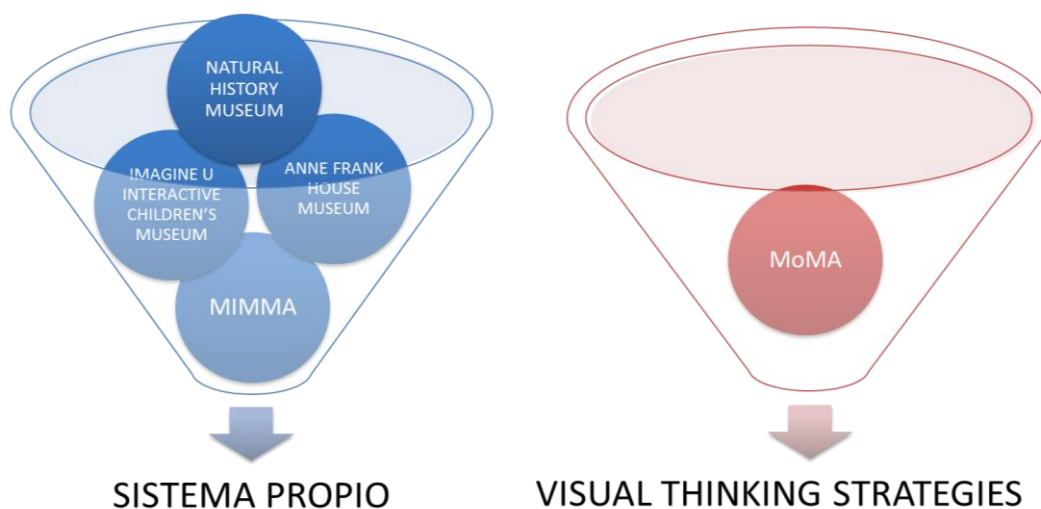 NATURAL
HISTORY
MUSEUM
IMAGINE U
INTERACTIVE
CHILDREN'S
MUSEUM
ANNE FRANK
HOUSE
MUSEUM
MIMMA
MoMA
SISTEMA PROPIO
VISUAL THINKING STRATEGIES